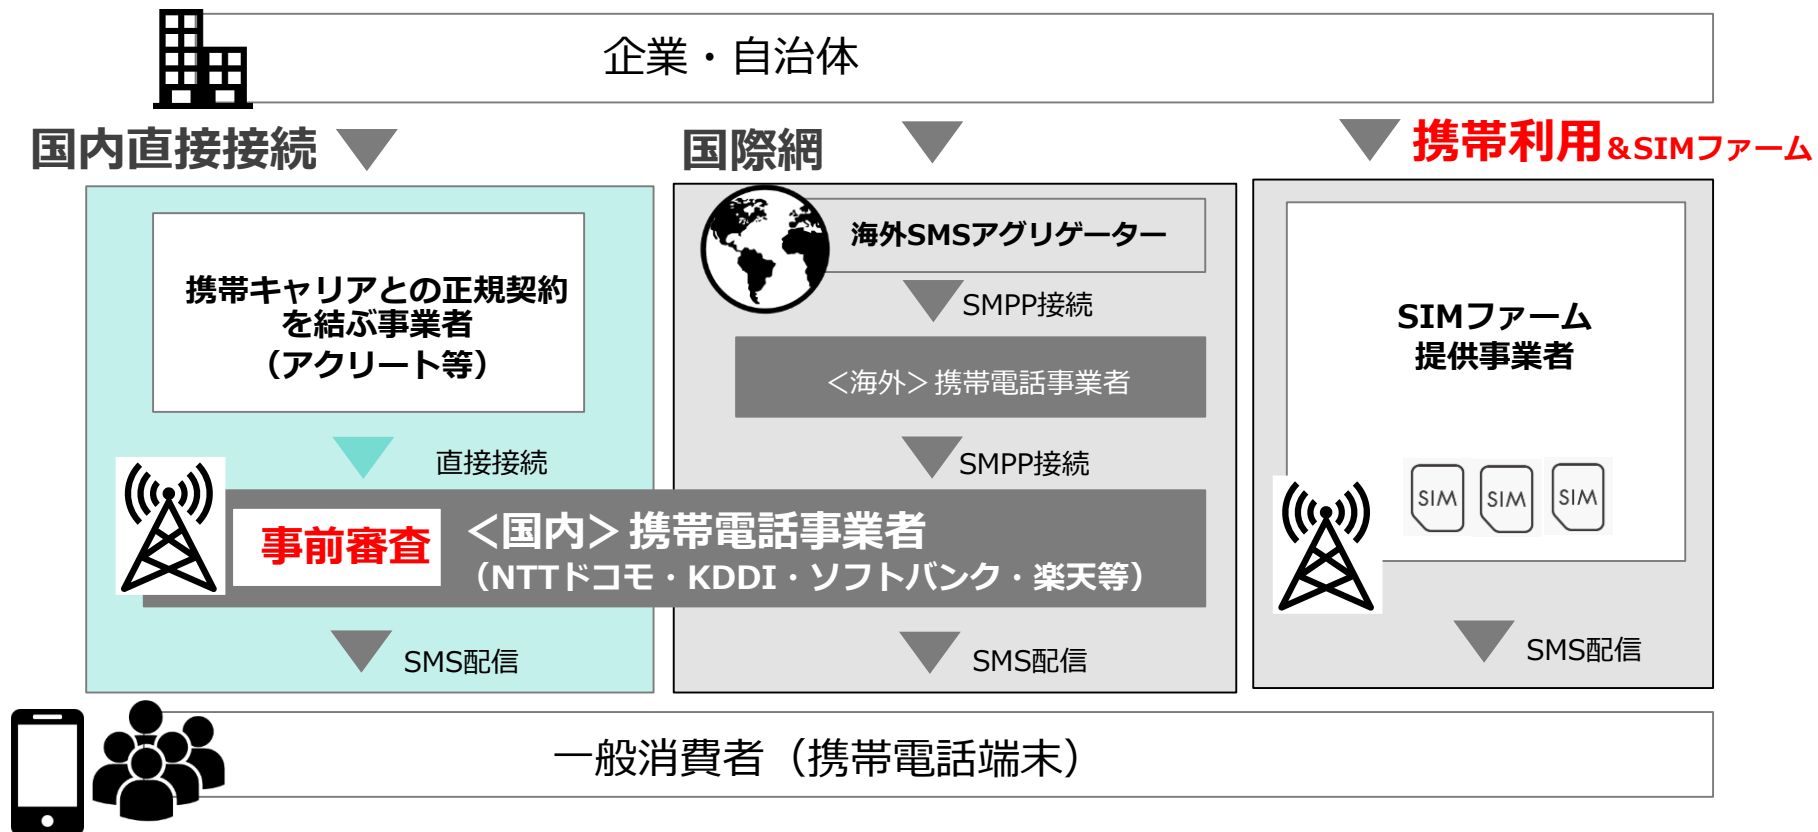 企業・自治体
国内直接接続
国際網
携帯利用&SIMファーム
携帯キャリアとの正規契約
を結ぶ事業者
（アクリート等）
直接接続
海外SMSアグリゲーター
SMPP接続
＜海外＞携帯電話事業者
SMPP接続
SIMファーム
提供事業者
SIM
SIM
SIM
事前審査
＜国内＞携帯電話事業者
（NTTドコモ・KDDI・ソフトバンク・楽天等）
SMS配信
SMS配信
SMS配信
一般消費者（携帯電話端末）